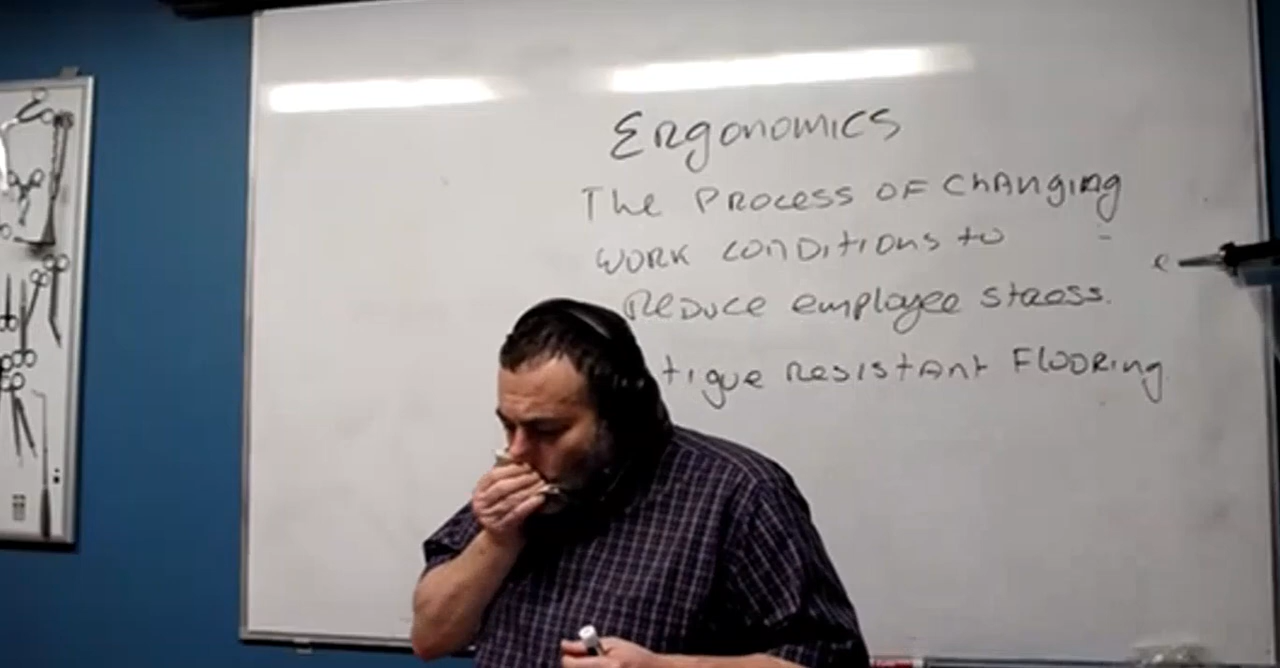 Ergonomics
The Process of Changing
Work conditions to
Reduce employee stress.
tigue Resistant Flooring